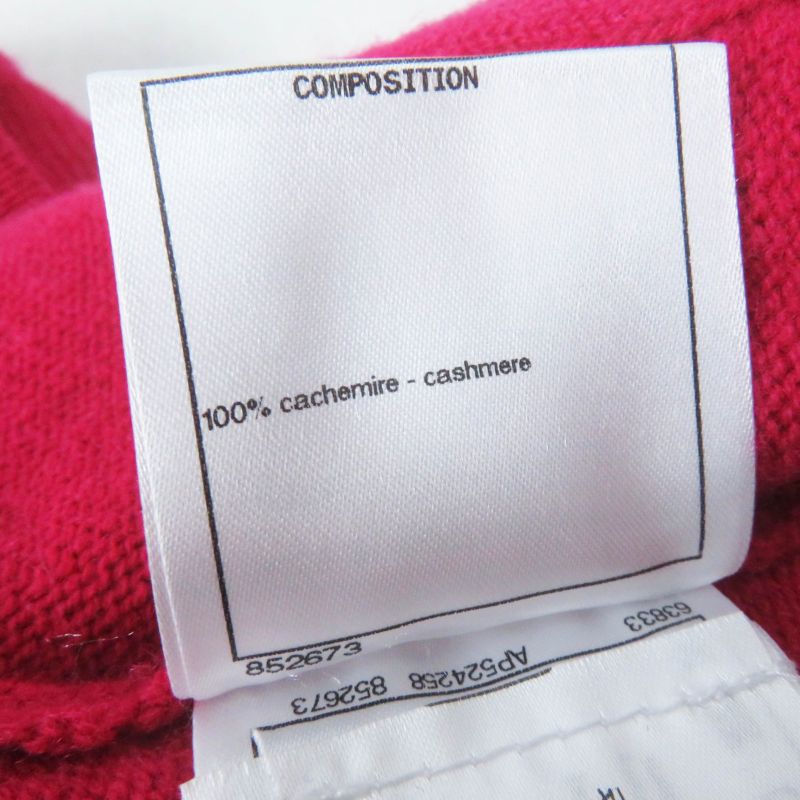 COMPOSITION
100% cachemire - cashmere
852673
63833
AP524258 852673